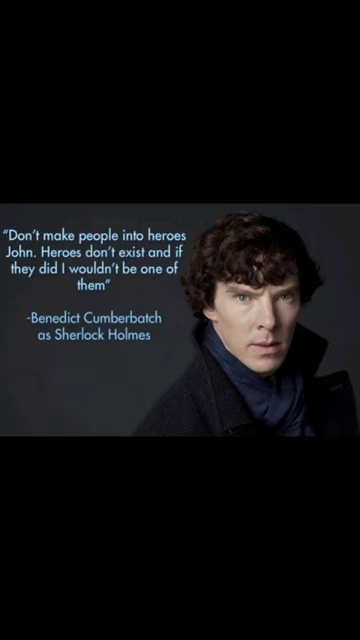 “Don’t make people into heroes
John. Heroes don’t exist and if
they did I wouldn’t be one of
them”
-Benedict Cumberbatch
as Sherlock Holmes